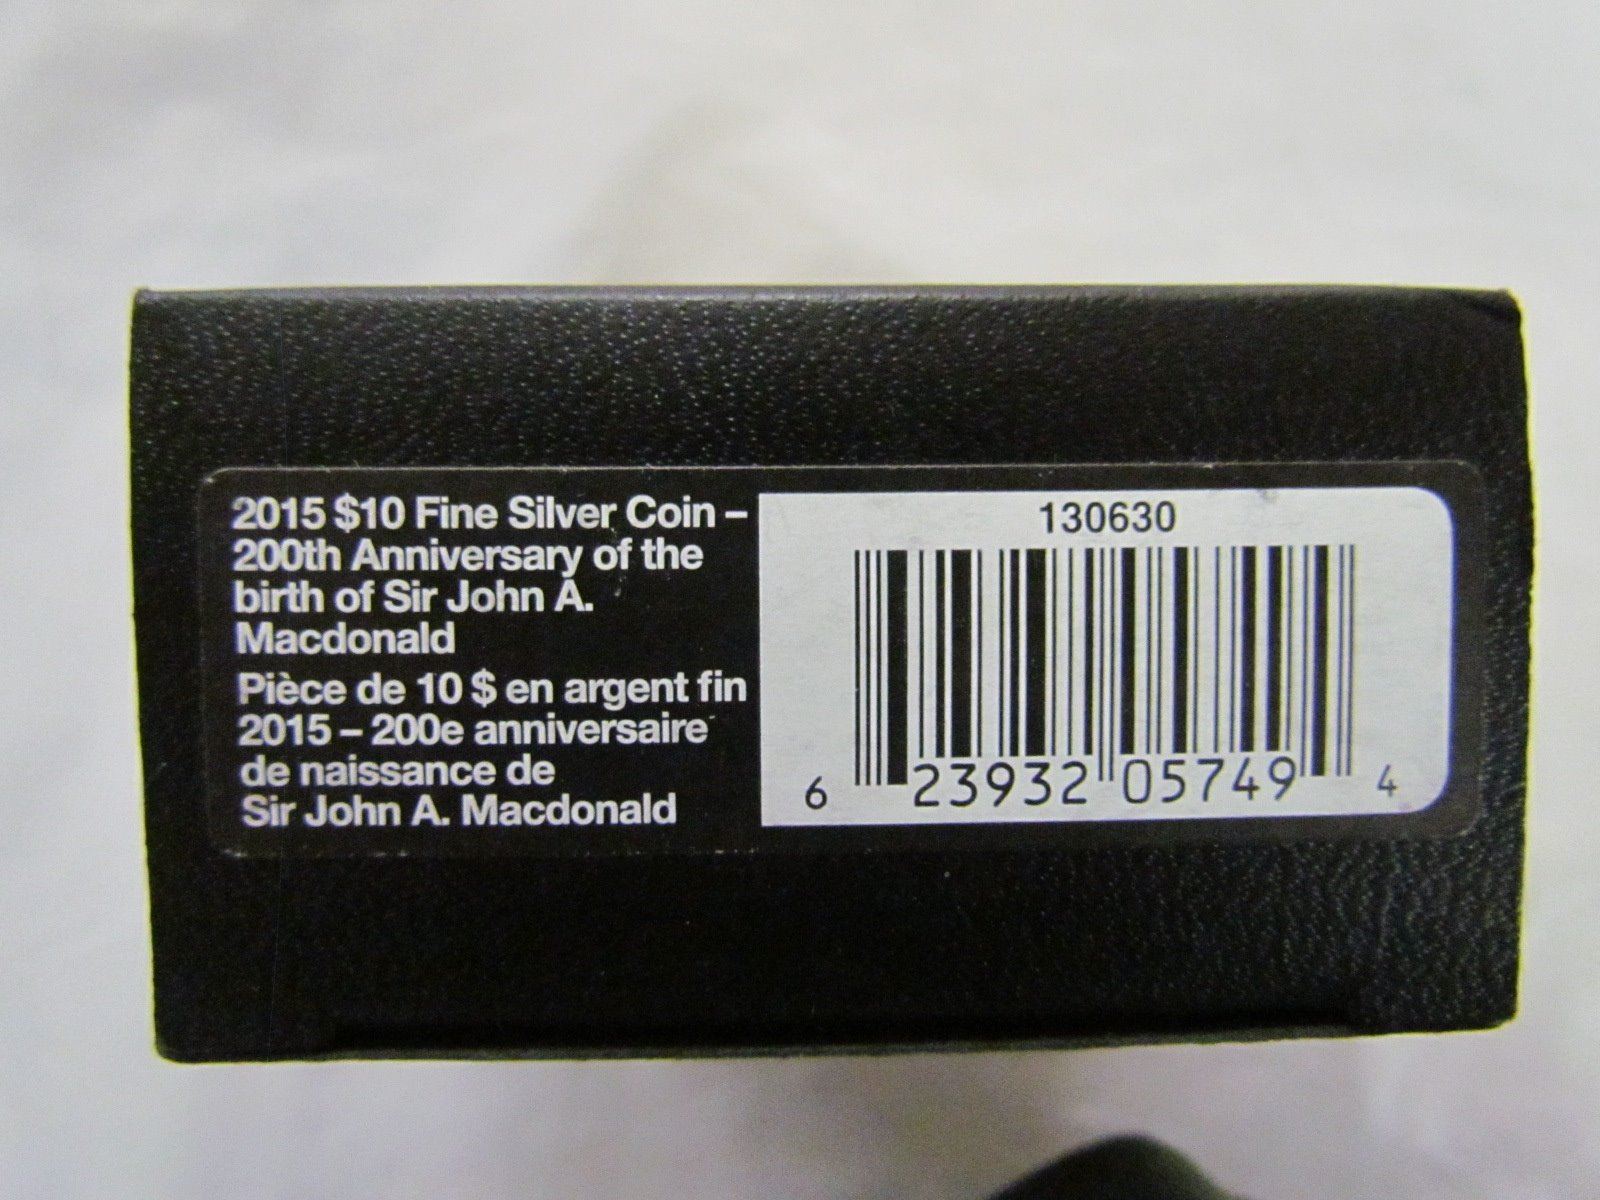 2015 $10 Fine Silver Coin –
200th Anniversary of the
birth of Sir John A.
Macdonald
Pièce de 10 $ en argent fin
2015 – 200e anniversaire
de naissance de
Sir John A. Macdonald
130630
6 23932 05749 4